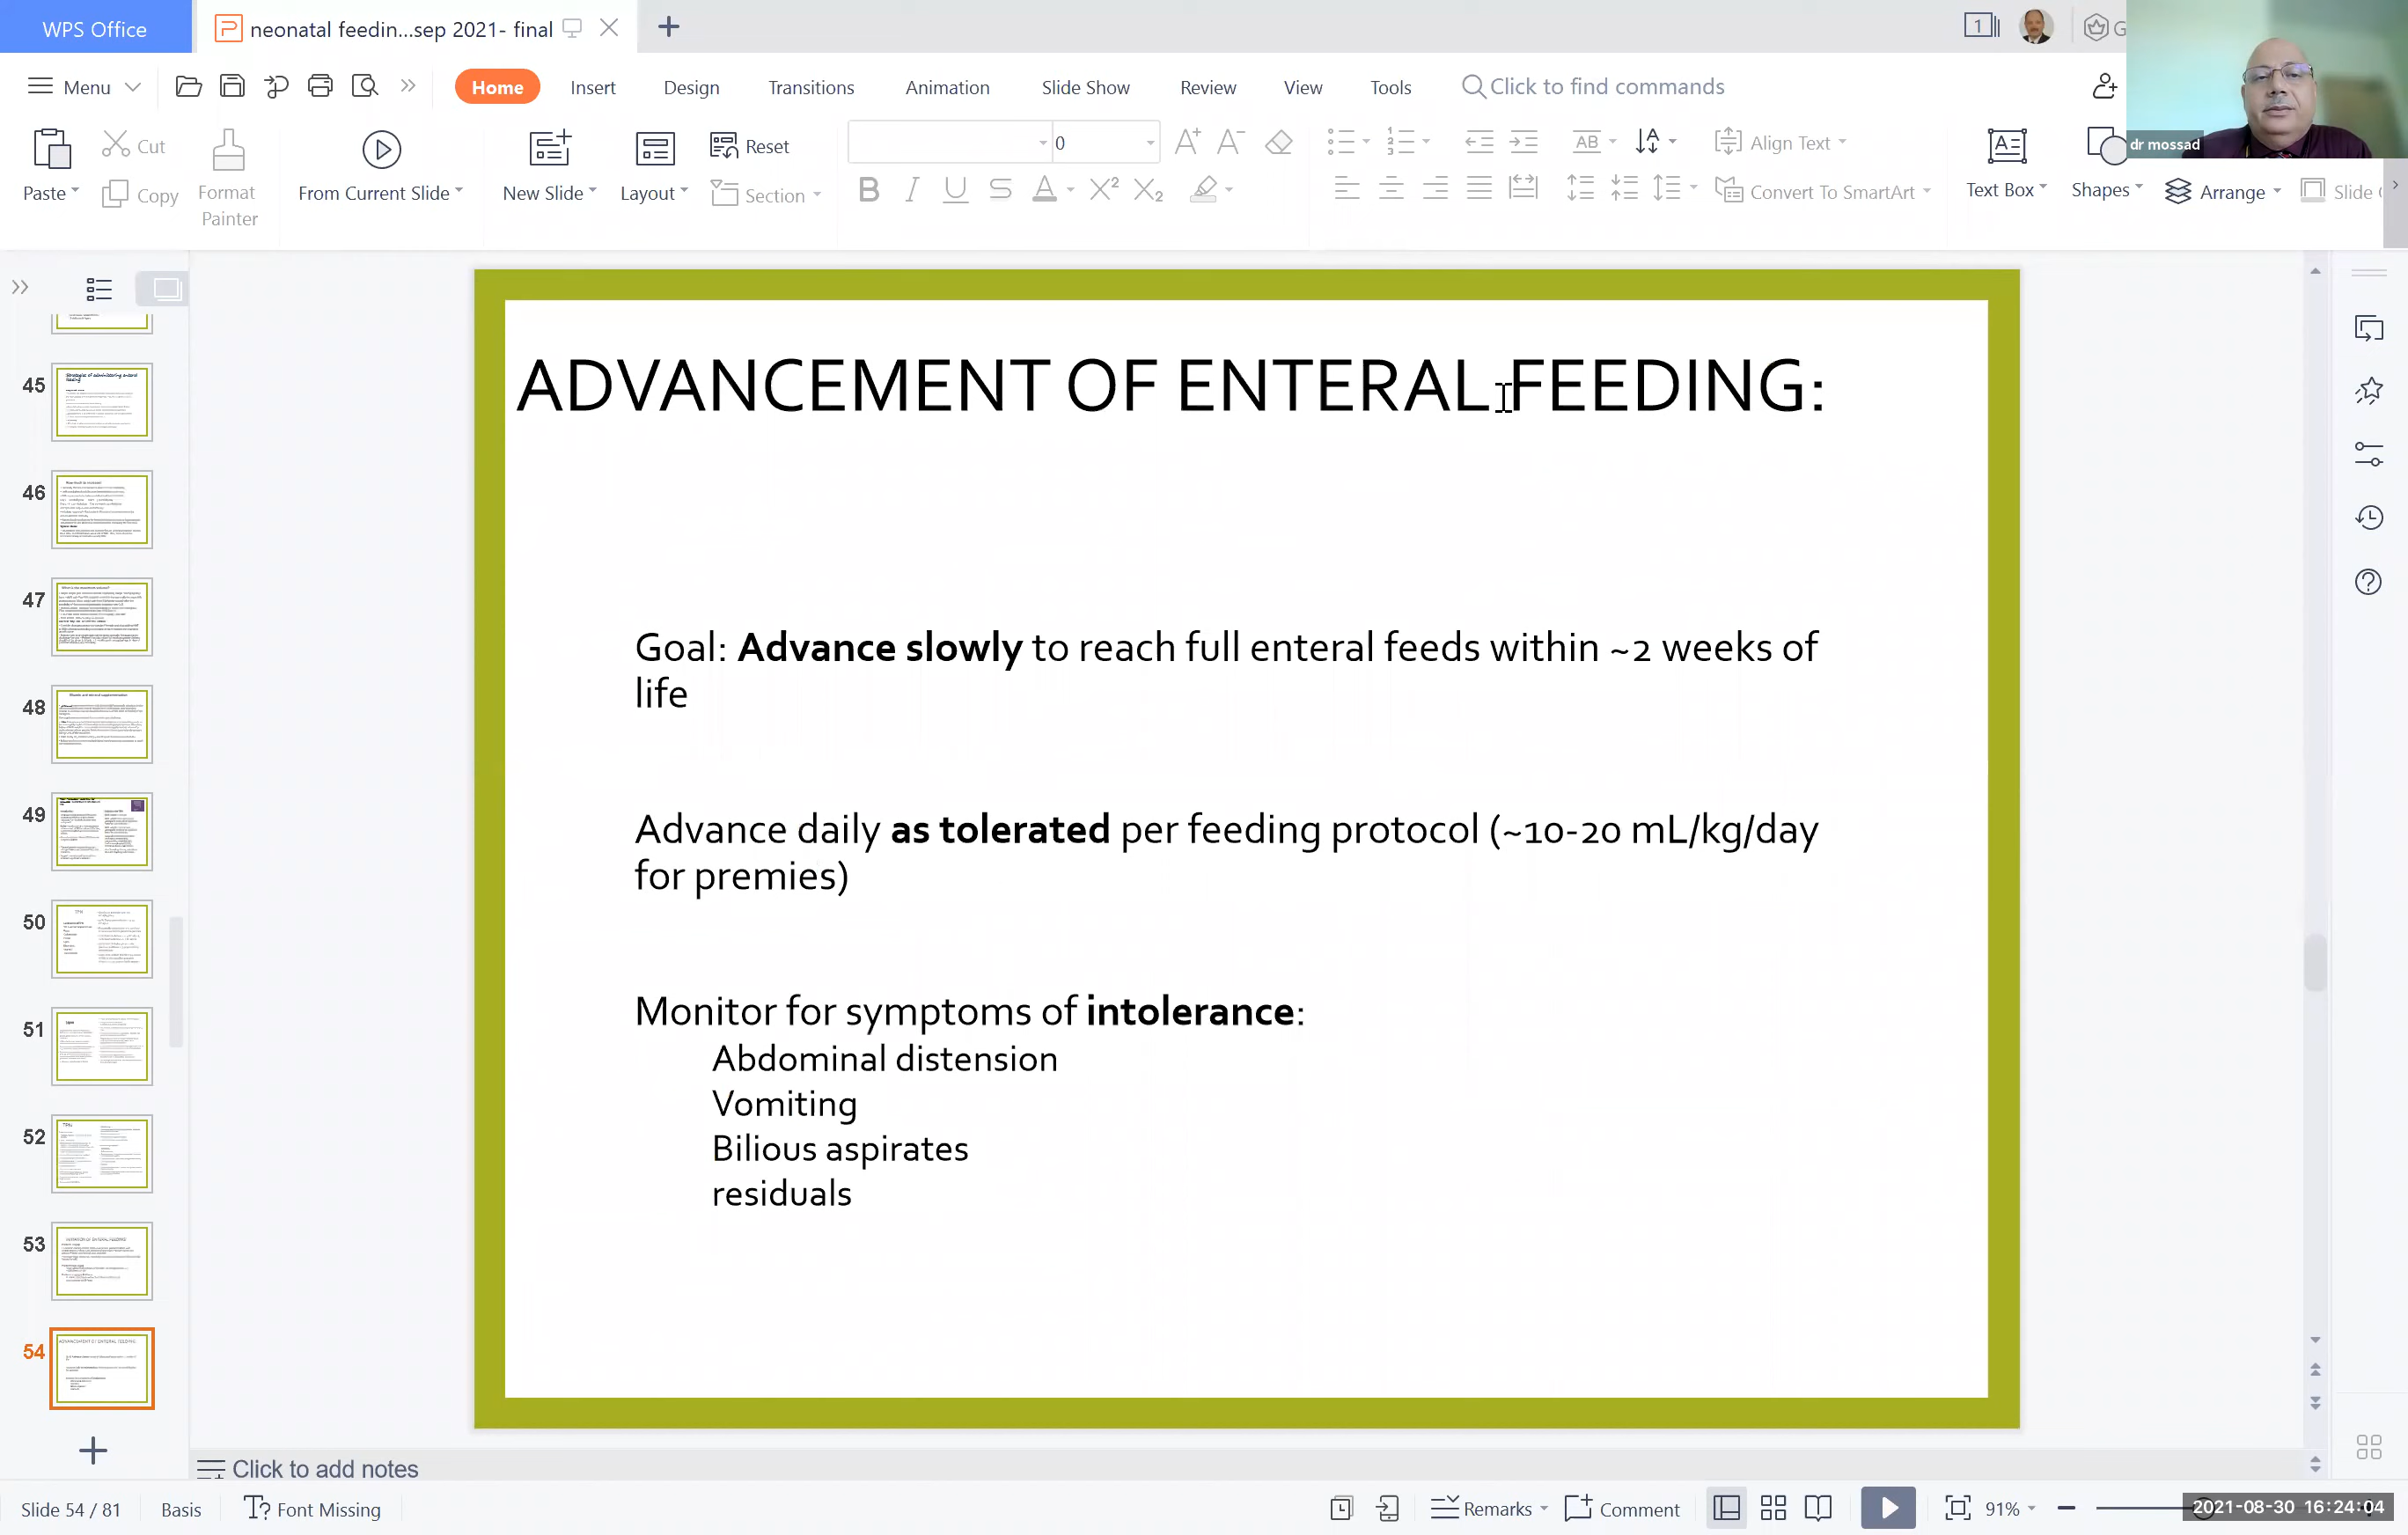 WPS Office
neonatal feedin...sep 2021- final
1
G
Menu
Home
Insert
Design
Transitions
Animation
Slide Show
Review
View
Tools
Click to find commands
Paste
Cut
Copy
Format
Painter
From Current Slide
New Slide
Layout
Reset
Section
0
Align Text
Convert To SmartArt
Text Box
Shapes
Arrange
Slide
dr mossad
45
46
47
48
49
50
51
52
53
54
ADVANCEMENT OF ENTERAL FEEDING:
Goal: Advance slowly to reach full enteral feeds within ~2 weeks of
life
Advance daily as tolerated per feeding protocol (~10-20 mL/kg/day
for premies)
Monitor for symptoms of intolerance:
Abdominal distension
Vomiting
Bilious aspirates
residuals
Click to add notes
Slide 54 / 81
Basis
Font Missing
Remarks
Comment
91%
2021-08-30 16:24:04